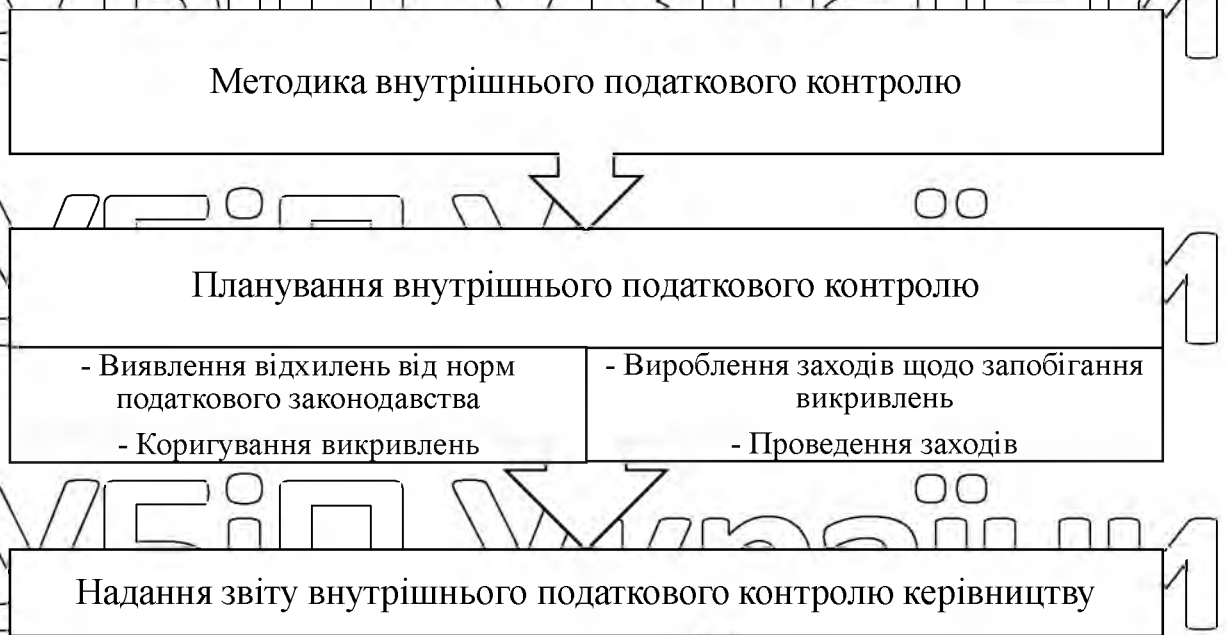 Методика внутрішнього податкового контролю
Планування внутрішнього податкового контролю
- Виявлення відхилень від норм
податкового законодавства
- Коригування викривлень
- Вироблення заходів щодо запобігання
викривлень
- Проведення заходів
Надання звіту внутрішнього податкового контролю керівництву